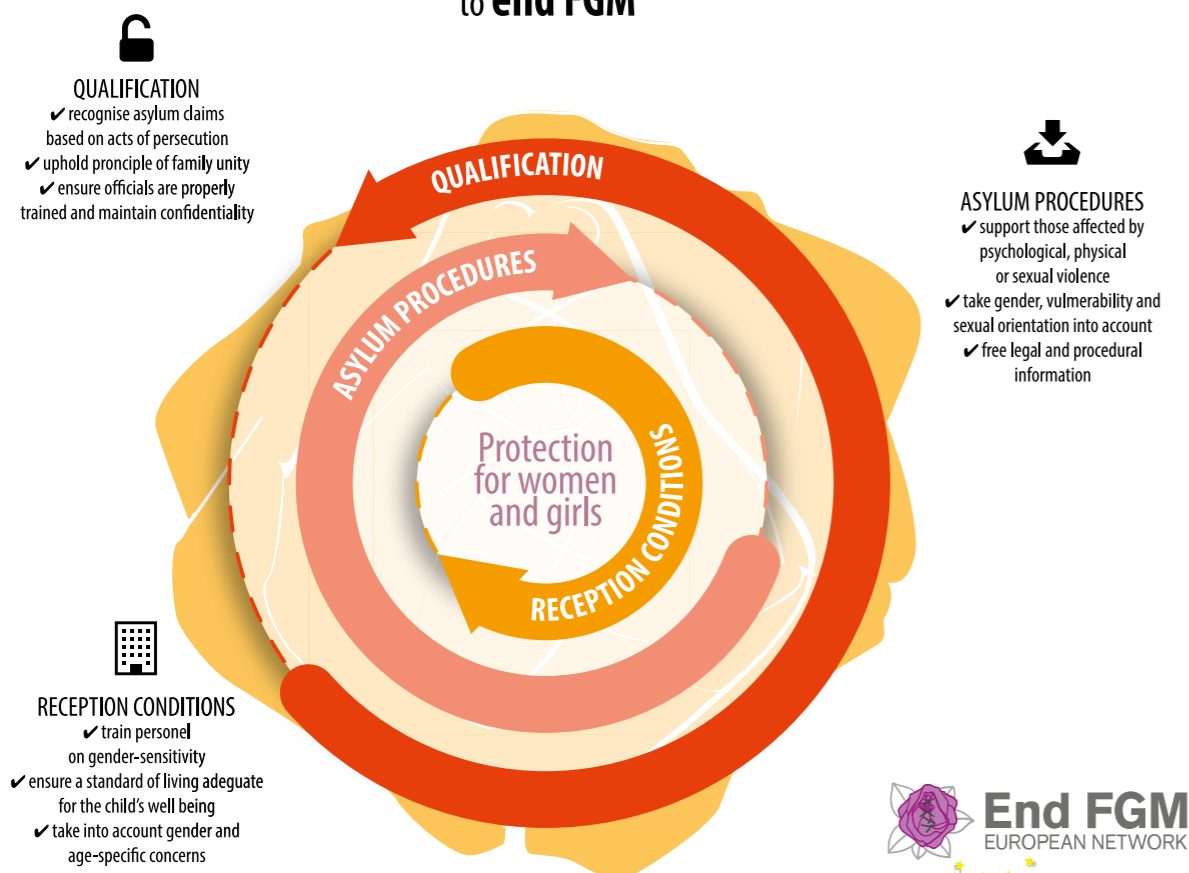 to end FGM
QUALIFICATION
✔ recognise asylum claims
based on acts of persecution
✔ uphold pronciple of family unity
✔ ensure officials are properly
trained and maintain confidentiality
ASYLUM PROCEDURES
✔ support those affected by
psychological, physical
or sexual violence
✔ take gender, vulnerability and
sexual orientation into account
✔ free legal and procedural
information
QUALIFICATION
ASYLUM PROCEDURES
RECEPTION CONDITIONS
Protection
for women
and girls
RECEPTION CONDITIONS
✔ train personel
on gender-sensitivity
✔ ensure a standard of living adequate
for the child's well being
✔ take into account gender and
age-specific concerns
End FGM
EUROPEAN NETWORK